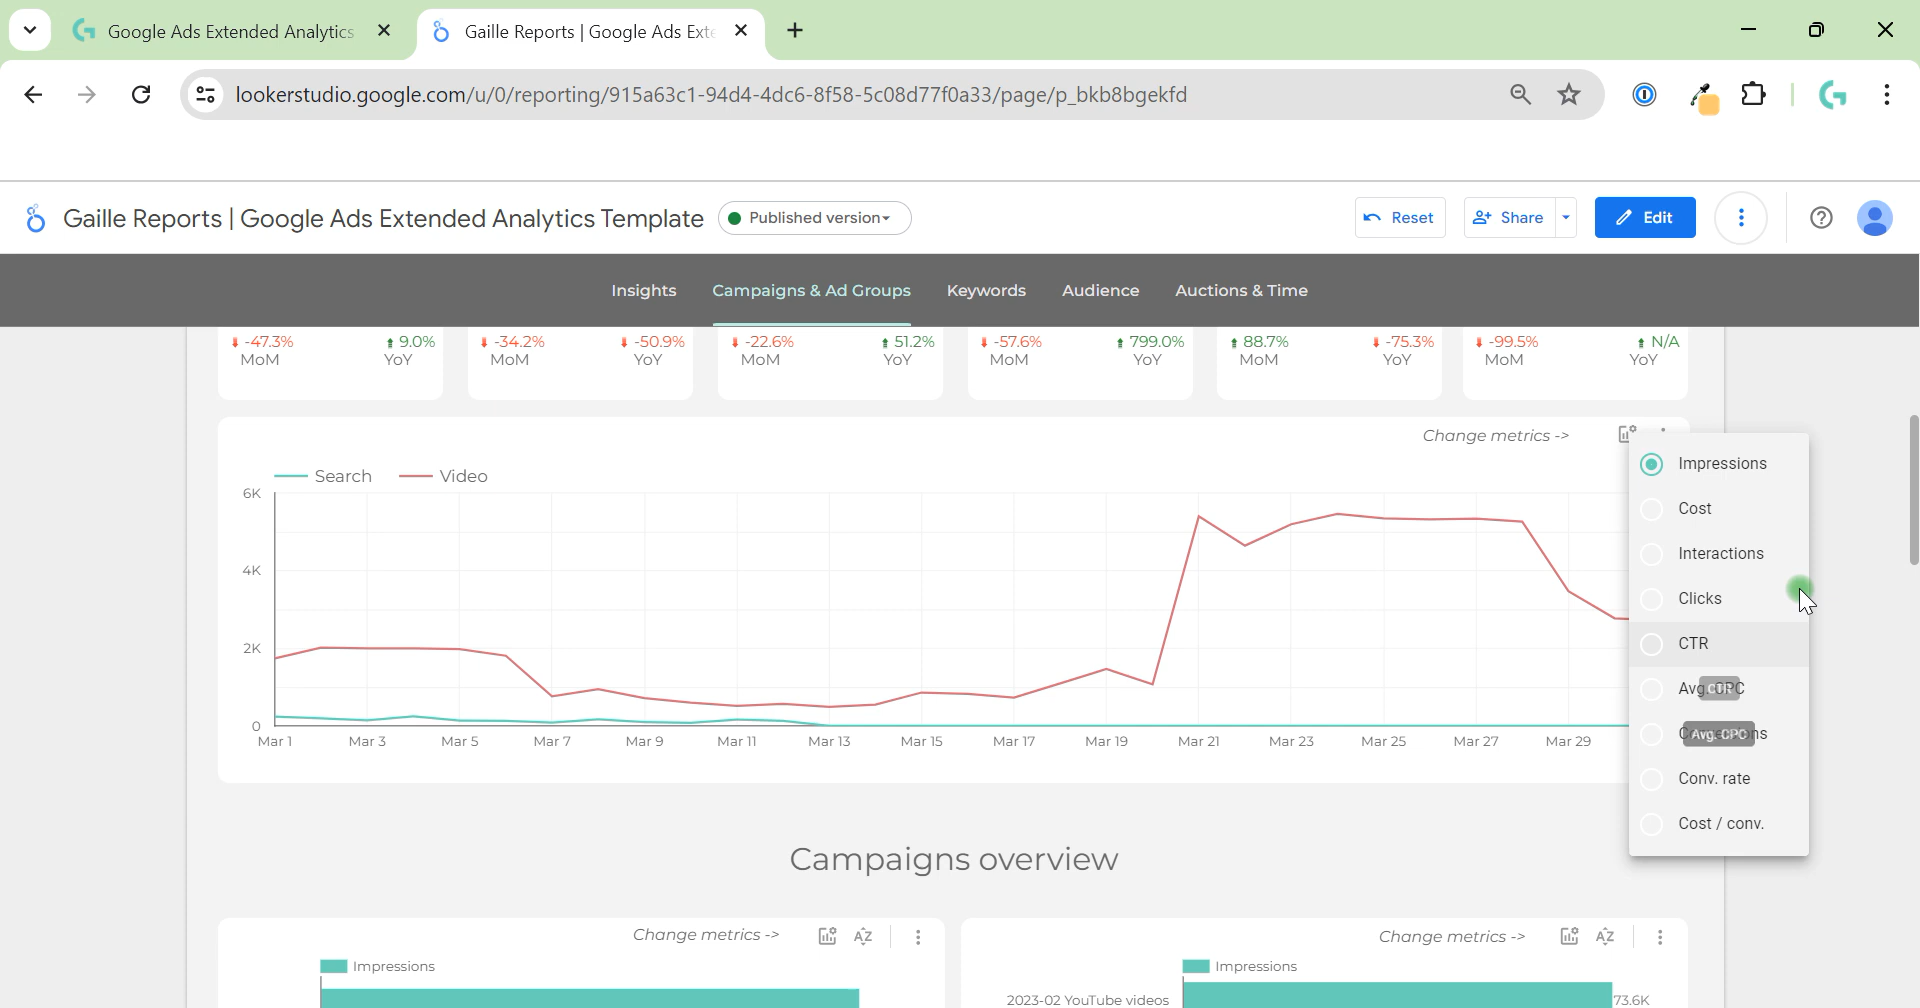 Google Ads Extended Analytics
Gaille Reports | Google Ads Exte
lookerstudio.google.com/u/0/reporting/915a63c1-94d4-4dc6-8f58-5c08d77f0a33/page/p_bkb8bgekfd
Gaille Reports | Google Ads Extended Analytics Template
Published version
Reset
Share
Edit
Insights
Campaigns & Ad Groups
Keywords
Audience
Auctions & Time
-47.3% 9.0% -34.2% -50.9% -22.6% 51.2% -57.6% 799.0% 88.7% -75.3% -99.5% N/A
MoM YoY MoM YoY MoM YoY MoM YoY MoM YoY MoM YoY
Change metrics ->
Search Video
6K
4K
2K
0
Mar 1 Mar 3 Mar 5 Mar 7 Mar 9 Mar 11 Mar 13 Mar 15 Mar 17 Mar 19 Mar 21 Mar 23 Mar 25 Mar 27 Mar 29
Impressions
Cost
Interactions
Clicks
CTR
Avg. CPC
CTR
Avg. CPC
Conv. rate
Cost / conv.
Campaigns overview
Change metrics -> AZ
Impressions
Change metrics -> AZ
Impressions
2023-02 YouTube videos 73.6K